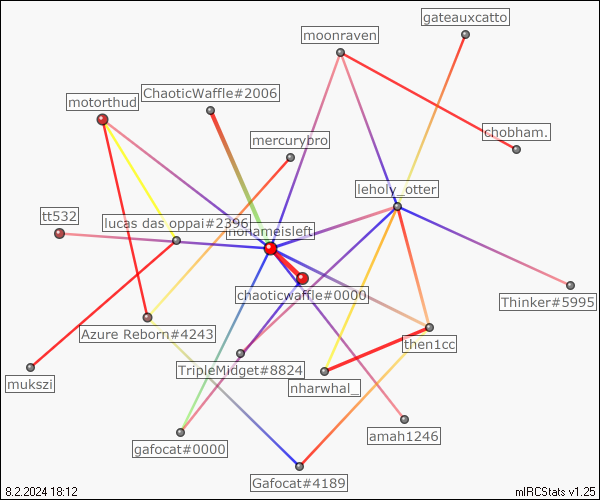 gateauxcatto
moonraven
ChaoticWaffle#2006
motorthud
chobham.
mercurybro
leholy_otter
tt532
lucas das oppai#2396
nonameisleft
chaoticwaffle#0000
Thinker#5995
Azure Reborn#4243
then1cc
TripleMidget#8824
mukszi
nharwhal_
amah1246
gafocat#0000
Gafocat#4189
8.2.2024 18:12
mIRCStats v1.25